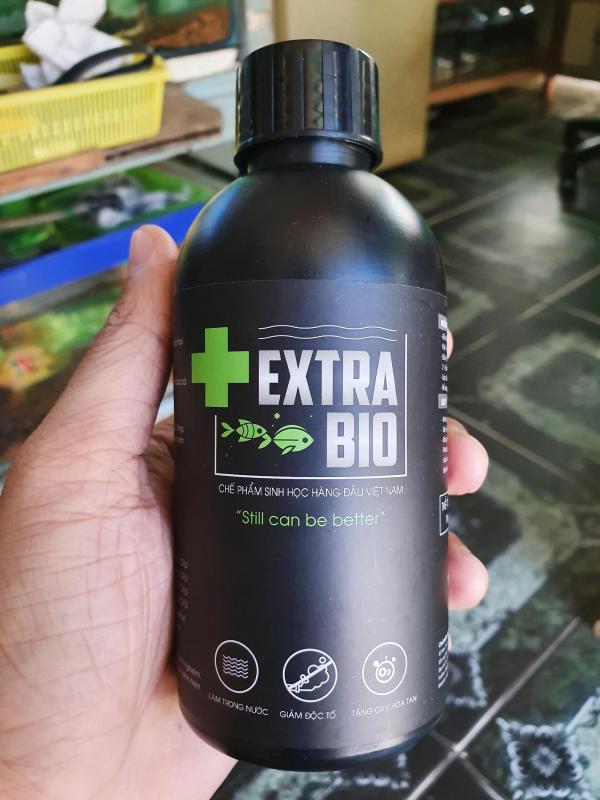 EXTRA
BIO
CHẾ PHẨM SINH HỌC HÀNG ĐẦU VIỆT NAM
"Still can be better"
O2
LÀM TRONG NƯỚC
GIẢM ĐỘC TỐ
TĂNG OXY HÒA TAN